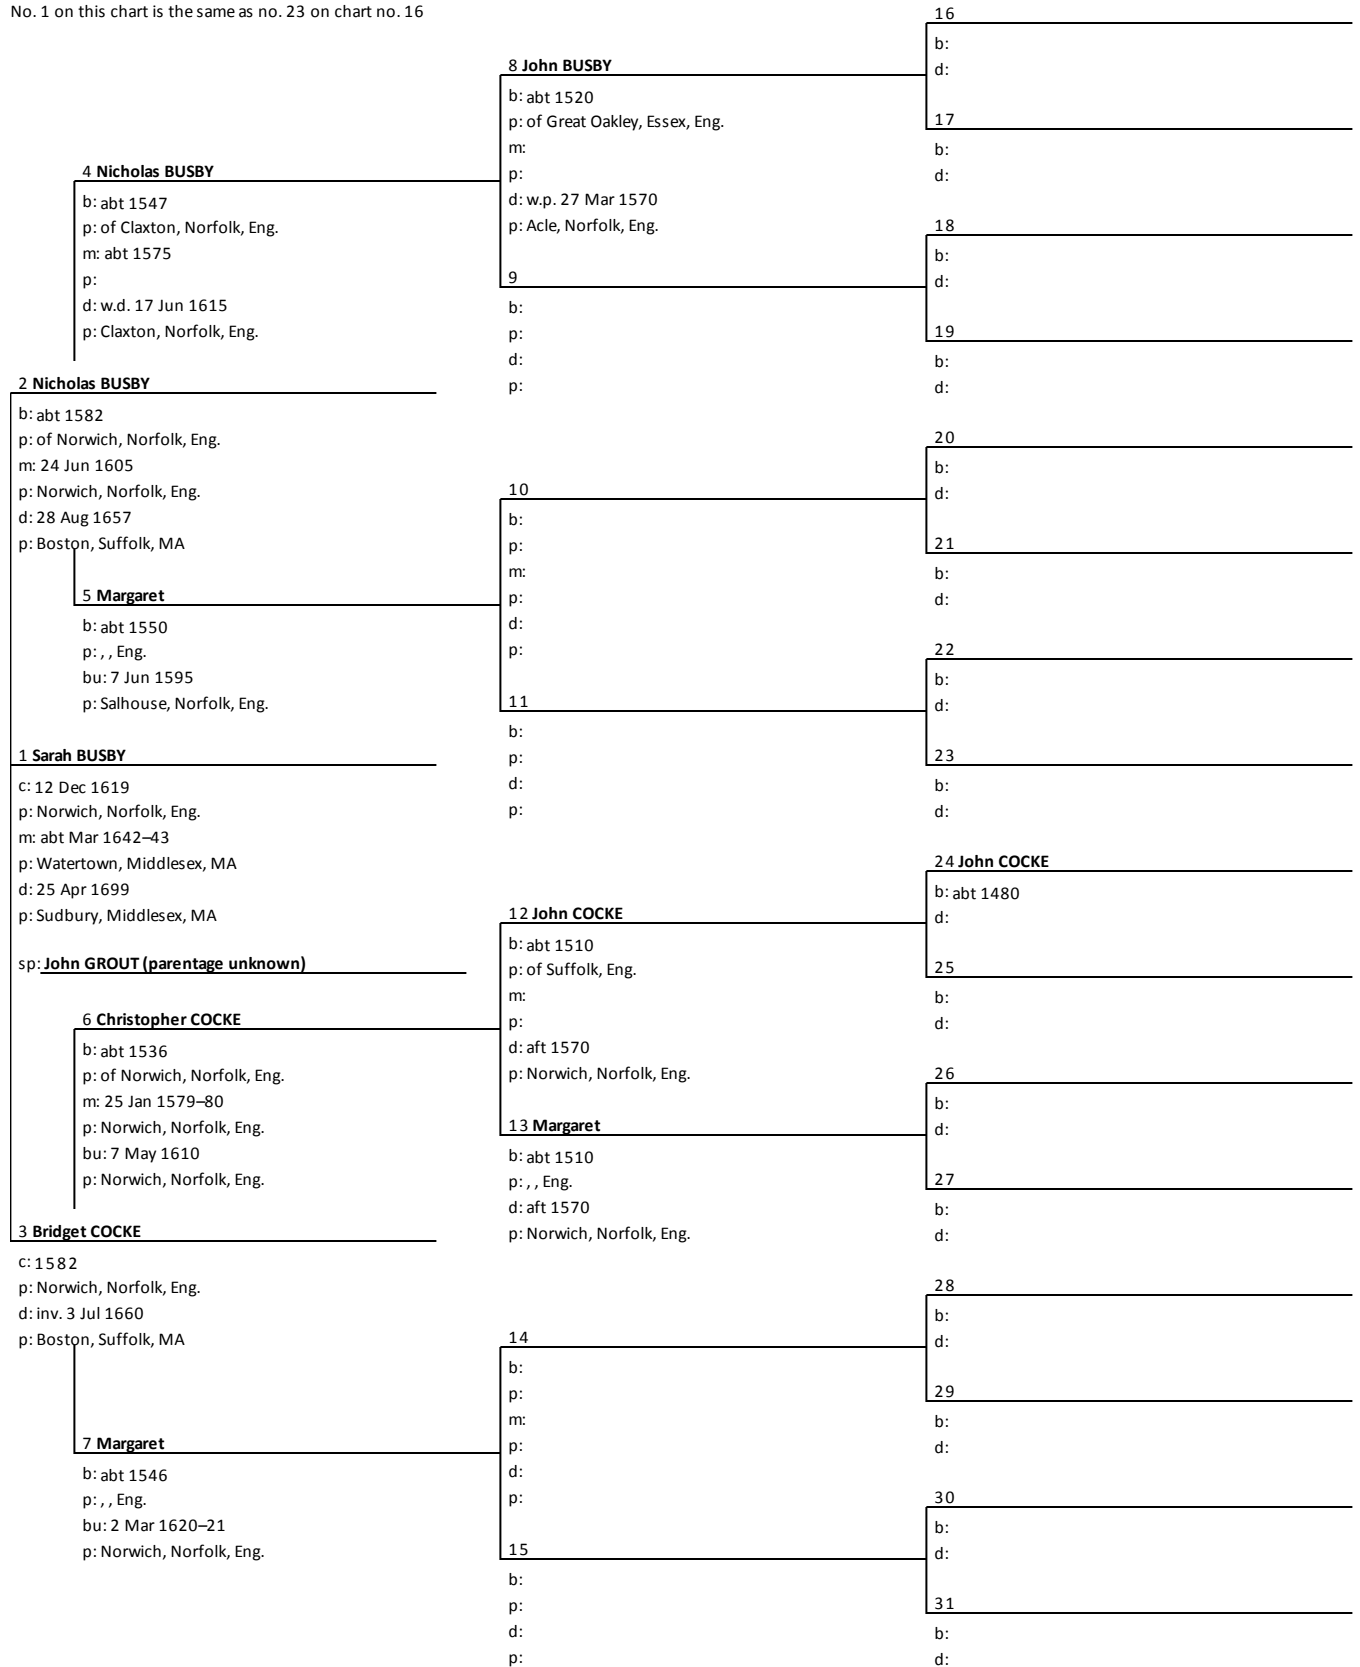 No. 1 on this chart is the same as no. 23 on chart no. 16
4 Nicholas BUSBY
b: abt 1547
p: of Claxton, Norfolk, Eng.
m: abt 1575
p:
d: w.d. 17 Jun 1615
p: Claxton, Norfolk, Eng.
2 Nicholas BUSBY
b: abt 1582
p: of Norwich, Norfolk, Eng.
m: 24 Jun 1605
p: Norwich, Norfolk, Eng.
d: 28 Aug 1657
p: Boston, Suffolk, MA
5 Margaret
b: abt 1550
p: , , Eng.
bu: 7 Jun 1595
p: Salhouse, Norfolk, Eng.
1 Sarah BUSBY
c: 12 Dec 1619
p: Norwich, Norfolk, Eng.
m: abt Mar 1642–43
p: Watertown, Middlesex, MA
d: 25 Apr 1699
p: Sudbury, Middlesex, MA
sp: John GROUT (parentage unknown)
6 Christopher COCKE
b: abt 1536
p: of Norwich, Norfolk, Eng.
m: 25 Jan 1579–80
p: Norwich, Norfolk, Eng.
bu: 7 May 1610
p: Norwich, Norfolk, Eng.
3 Bridget COCKE
c: 1582
p: Norwich, Norfolk, Eng.
d: inv. 3 Jul 1660
p: Boston, Suffolk, MA
7 Margaret
b: abt 1546
p: , , Eng.
bu: 2 Mar 1620–21
p: Norwich, Norfolk, Eng.
8 John BUSBY
b: abt 1520
p: of Great Oakley, Essex, Eng.
m:
p:
d: w.p. 27 Mar 1570
p: Acle, Norfolk, Eng.
9
b:
p:
d:
p:
10
b:
p:
m:
p:
d:
p:
11
b:
p:
d:
p:
12 John COCKE
b: abt 1510
p: of Suffolk, Eng.
m:
p:
d: aft 1570
p: Norwich, Norfolk, Eng.
13 Margaret
b: abt 1510
p: , , Eng.
d: aft 1570
p: Norwich, Norfolk, Eng.
14
b:
p:
m:
p:
d:
p:
15
b:
p:
d:
p:
16
b:
d:
17
b:
d:
18
b:
d:
19
b:
d:
20
b:
d:
21
b:
d:
22
b:
d:
23
b:
d:
24 John COCKE
b: abt 1480
d:
25
b:
d:
26
b:
d:
27
b:
d:
28
b:
d:
29
b:
d:
30
b:
d:
31
b:
d: